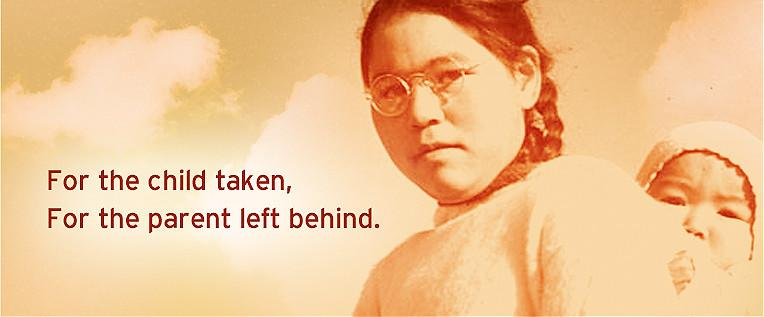 For the child taken,
For the parent left behind.